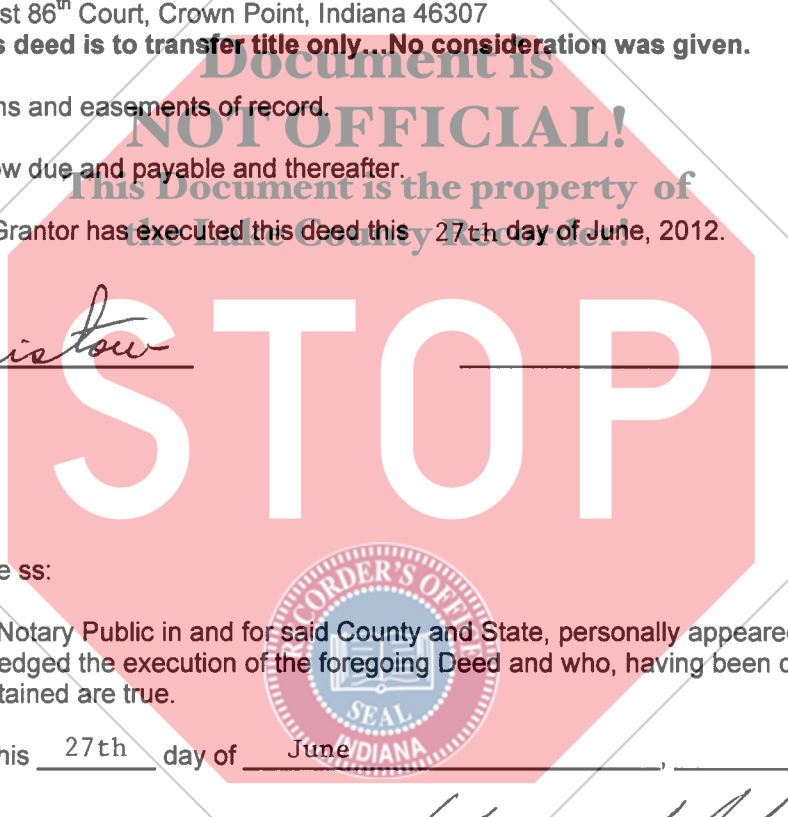 st 86th Court, Crown Point, Indiana 46307
s deed is to transfer title only...No consideration was given.
Document is
ns and easements of record.
NOT OFFICIAL!
w due and payable and thereafter.
This Document is the property of
Grantor has executed this deed this 27th day of June, 2012.
the Lake County Recorder!
istow
STOP
e ss:
RECORDER'S OFFICE
Notary Public in and for said County and State, personally appeare
edged the execution of the foregoing Deed and who, having been
tained are true.
SEAL
INDIANA
his 27th day of June ,